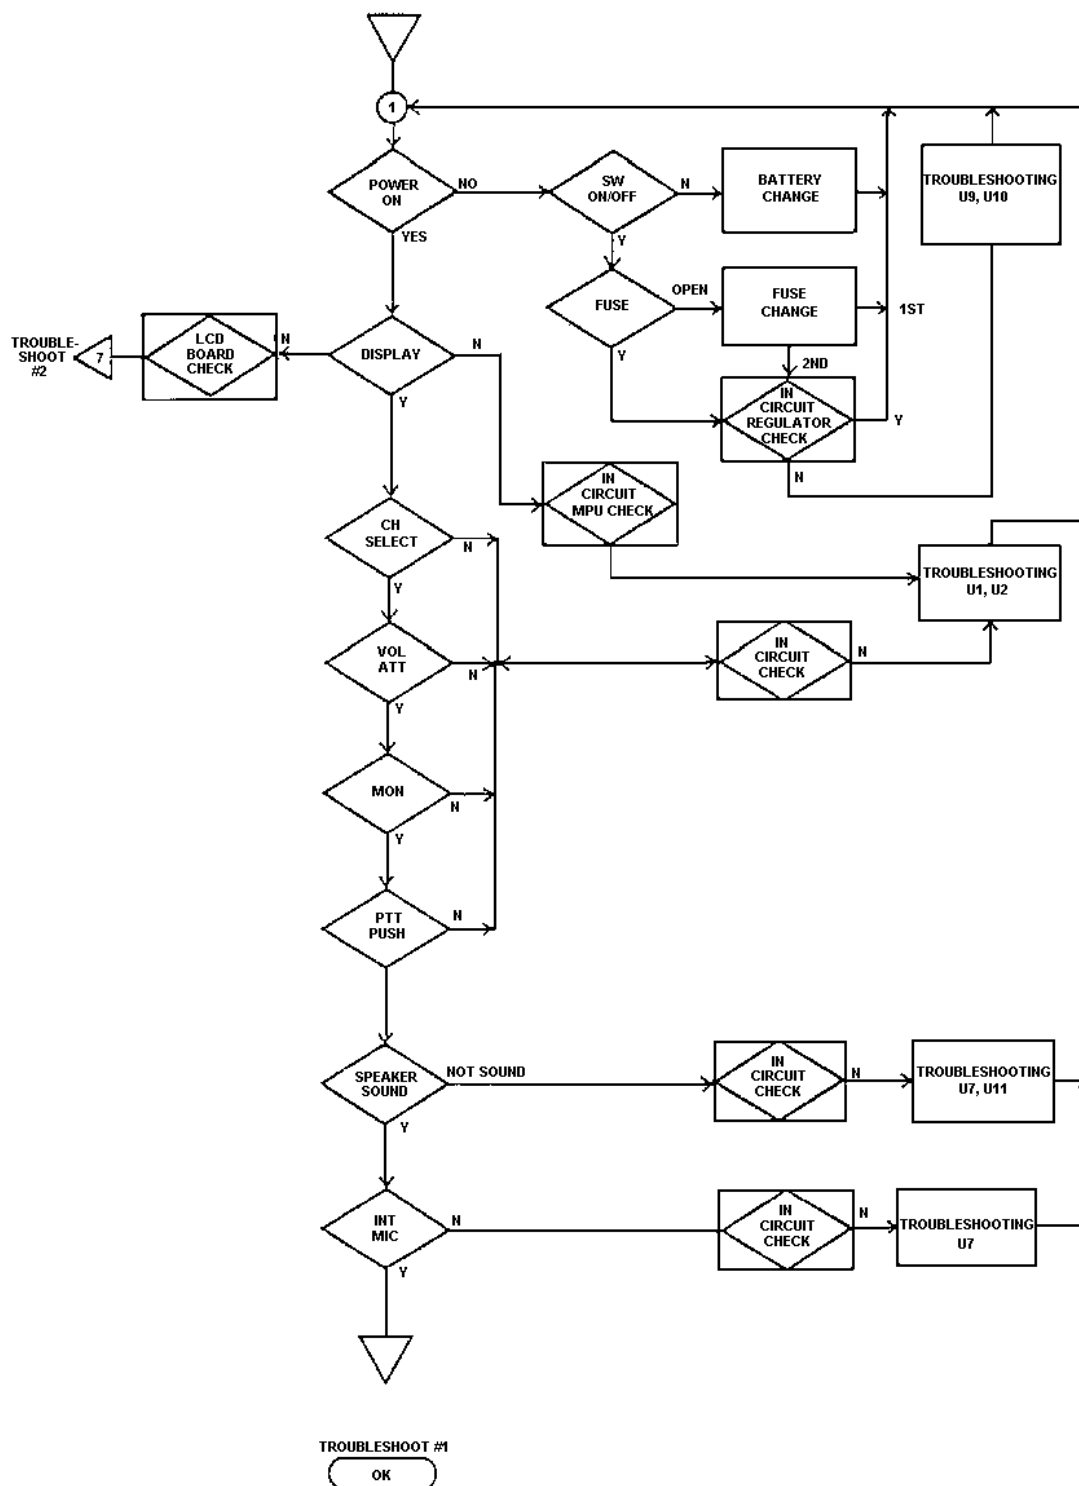 1
POWER
ON
NO
YES
SW
ON/OFF
N
Y
BATTERY
CHANGE
TROUBLESHOOTING
U9, U10
FUSE
OPEN
Y
FUSE
CHANGE
1ST
2ND
IN
CIRCUIT
REGULATOR
CHECK
Y
N
TROUBLE-
SHOOT
#2
7
LCD
BOARD
CHECK
N
DISPLAY
N
Y
IN
CIRCUIT
MPU CHECK
CH
SELECT
N
Y
TROUBLESHOOTING
U1, U2
VOL
ATT
N
Y
IN
CIRCUIT
CHECK
N
MON
N
Y
PTT
PUSH
N
SPEAKER
SOUND
NOT SOUND
Y
IN
CIRCUIT
CHECK
N
TROUBLESHOOTING
U7, U11
INT
MIC
N
Y
IN
CIRCUIT
CHECK
N
TROUBLESHOOTING
U7
TROUBLESHOOT #1
OK